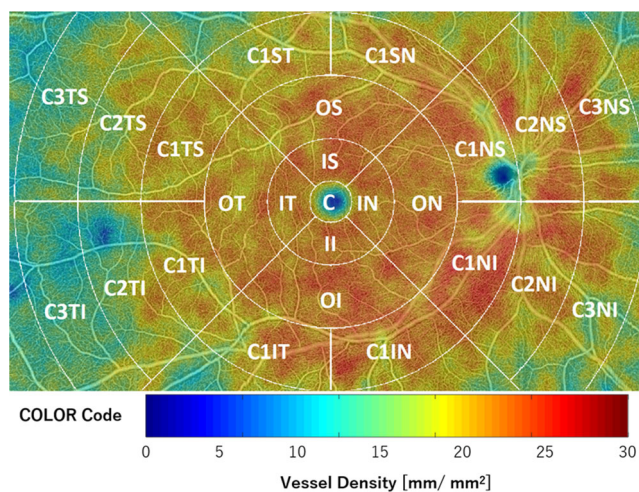 C1ST C1SN
C3TS C2TS C1TS OS C1NS C2NS C3NS
IS
OT IT C IN ON
II
C3TI C2TI C1TI OI C1NI C2NI C3NI
C1IT C1IN
COLOR Code
0 5 10 15 20 25 30
Vessel Density [mm/ mm²]